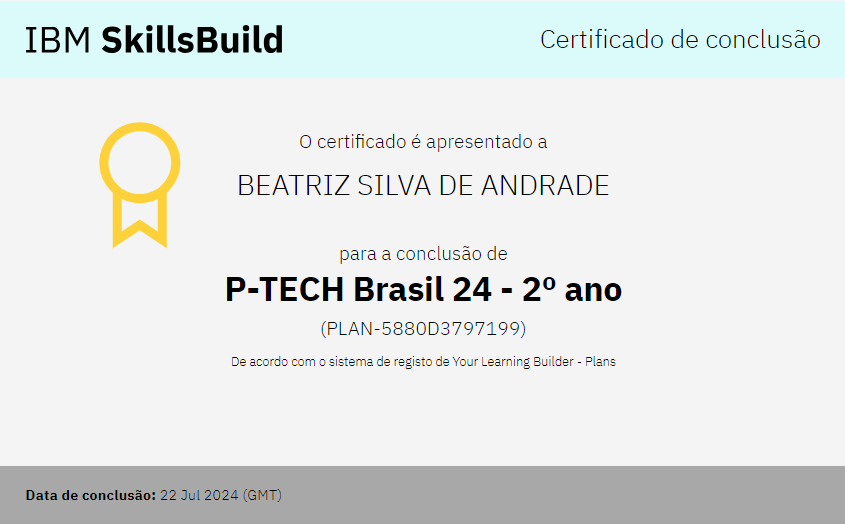 IBM SkillsBuild
Certificado de conclusão
O certificado é apresentado a
BEATRIZ SILVA DE ANDRADE
para a conclusão de
P-TECH Brasil 24 - 2º ano
(PLAN-5880D3797199)
De acordo com o sistema de registo de Your Learning Builder - Plans
Data de conclusão: 22 Jul 2024 (GMT)